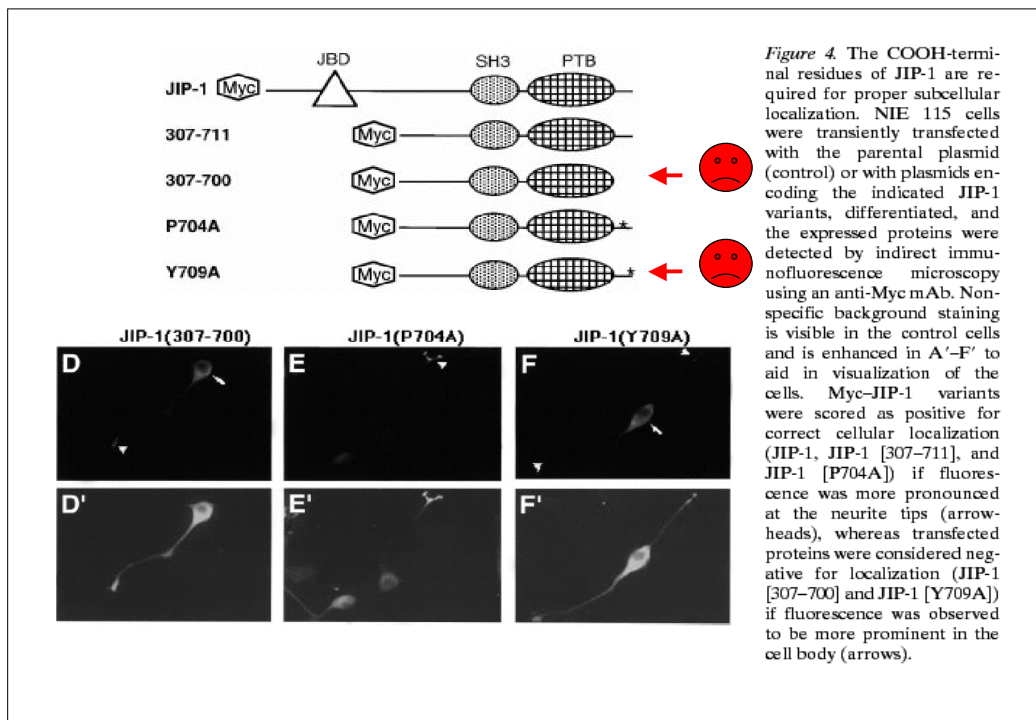 JBD
SH3
PTB
JIP-1
Myc
307-711
Myc
307-700
Myc
P704A
Myc
*
Y709A
Myc
*
JIP-1(307-700)
JIP-1(P704A)
JIP-1(Y709A)
D
E
F
D'
E'
F'
Figure 4. The COOH-termi-
nal residues of JIP-1 are re-
quired for proper subcellular
localization. NIE 115 cells
were transiently transfected
with the parental plasmid
(control) or with plasmids en-
coding the indicated JIP-1
variants, differentiated, and
the expressed proteins were
detected by indirect immu-
nofluorescence microscopy
using an anti-Myc mAb. Non-
specific background staining
is visible in the control cells
and is enhanced in A′–F′ to
aid in visualization of the
cells. Myc–JIP-1 variants
were scored as positive for
correct cellular localization
(JIP-1, JIP-1 [307–711], and
JIP-1 [P704A]) if fluores-
cence was more pronounced
at the neurite tips (arrow-
heads), whereas transfected
proteins were considered neg-
ative for localization (JIP-1
[307–700] and JIP-1 [Y709A])
if fluorescence was observed
to be more prominent in the
cell body (arrows).